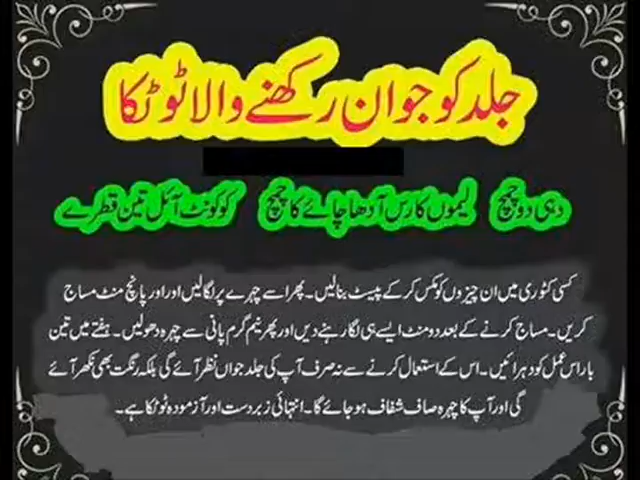 جلد کو جوان رکھنے والا ٹوٹکا
دہی دو چمچ لیموں کا رس آدھا چائے کا چمچ کوکونٹ آئل تین قطرے
کسی کٹوری میں ان چیزوں کو مکس کر کے پیسٹ بنالیں۔ پھر اسے چہرے پر لگالیں اور اور پانچ منٹ مساج
کریں۔ مساج کرنے کے بعد دو منٹ ایسے ہی لگا رہنے دیں اور پھر نیم گرم پانی سے چہرہ دھولیں۔ ہفتے میں تین
بار اس عمل کو دہرائیں۔ اس کے استعمال کرنے سے نہ صرف آپ کی جلد جواں نظر آئے گی بلکہ رنگت بھی نکھر آئے
گی اور آپ کا چہرہ صاف شفاف ہو جائے گا۔ انتہائی زبردست اور آزمودہ ٹوٹکا ہے۔